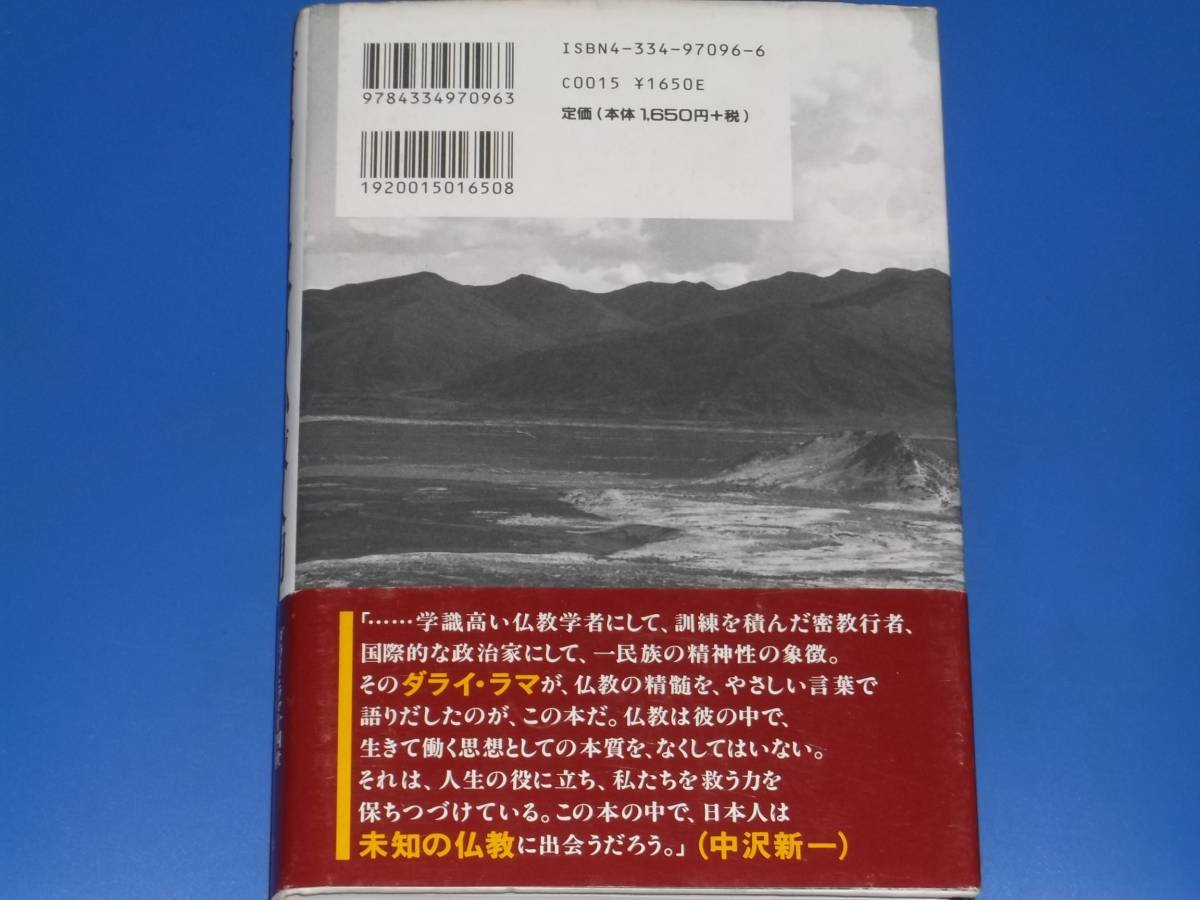 ISBN4-334-97096-6
C0015 ¥1650E
定価(本体1,650円+税)
9784334970963
1920015016508
「……学識高い仏教学者にして、訓練を積んだ密教行者、
国際的な政治家にして、一民族の精神性の象徴。
そのダライ・ラマが、仏教の精髄を、やさしい言葉で
語りだしたのが、この本だ。仏教は彼の中で、
生きて働く思想としての本質を、なくしてはいない。
それは、人生の役に立ち、私たちを救う力を
保ちつづけている。この本の中で、日本人は
未知の仏教に出会うだろう。」(中沢新一)